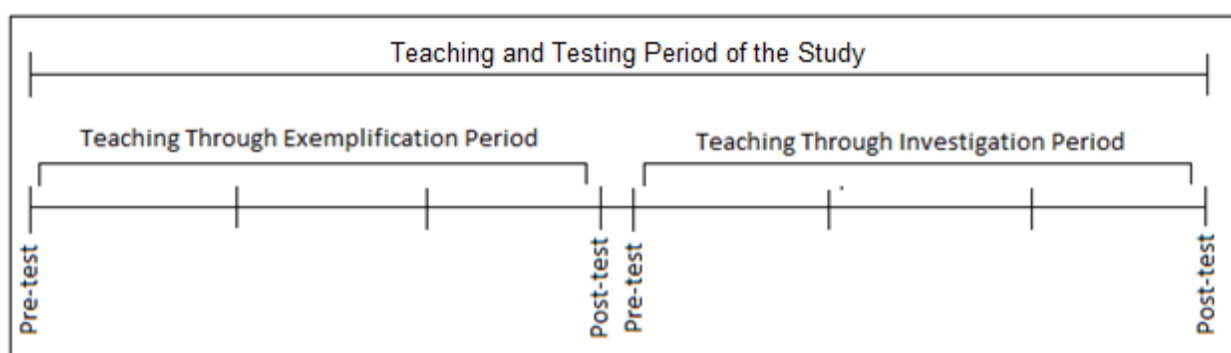 Teaching and Testing Period of the Study
Teaching Through Exemplification Period
Teaching Through Investigation Period
Pre-test
Post-test
Pre-test
Post-test